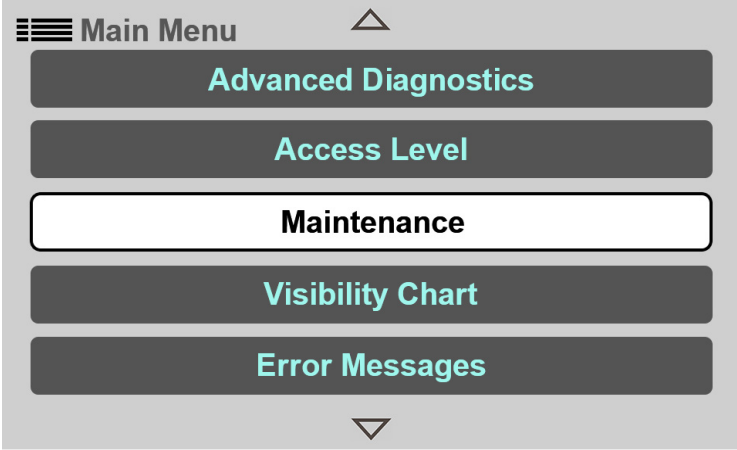 Main Menu
Advanced Diagnostics
Access Level
Maintenance
Visibility Chart
Error Messages